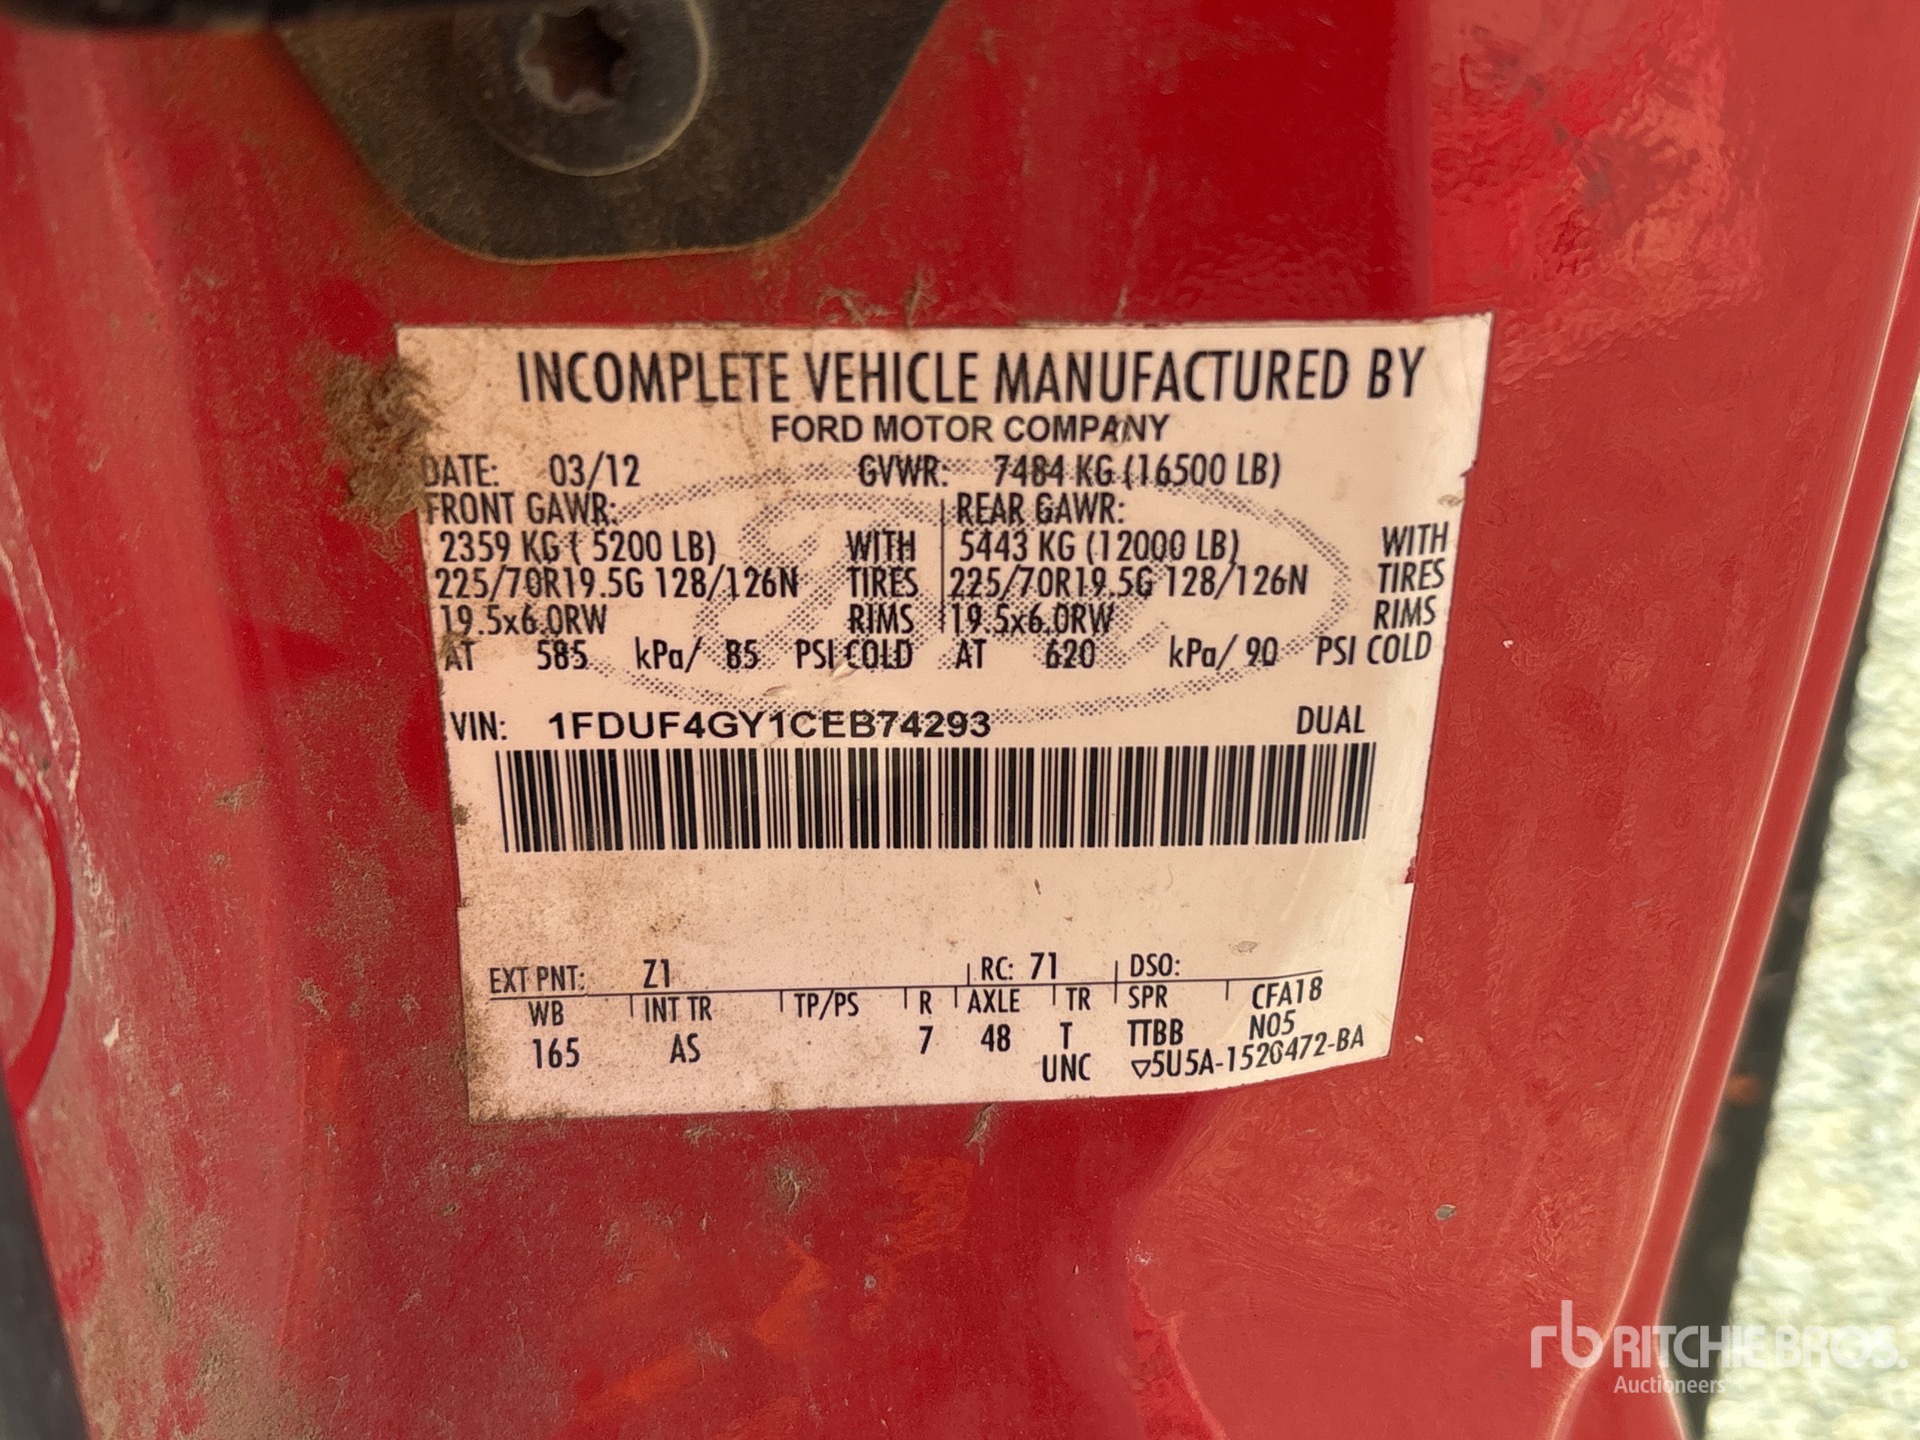 INCOMPLETE VEHICLE MANUFACTURED BY
FORD MOTOR COMPANY
DATE: 03/12 GVWR: 7484 KG (16500 LB)
FRONT GAWR: REAR GAWR:
2359 KG ( 5200 LB) WITH 5443 KG (12000 LB) WITH
225/70R19.5G 128/126N TIRES 225/70R19.5G 128/126N TIRES
19.5x6.0RW RIMS 19.5x6.0RW RIMS
AT 585 kPa/ 85 PSI COLD AT 620 kPa/ 90 PSI COLD
VIN: 1FDUF4GY1CEB74293 DUAL
EXT PNT: Z1 RC: 71 DSO:
WB INT TR TP/PS R AXLE TR SPR CFA18
165 AS 7 48 T TTBB N05
UNC ▽5U5A-1520472-BA
rb RITCHIE BROS.
Auctioneers